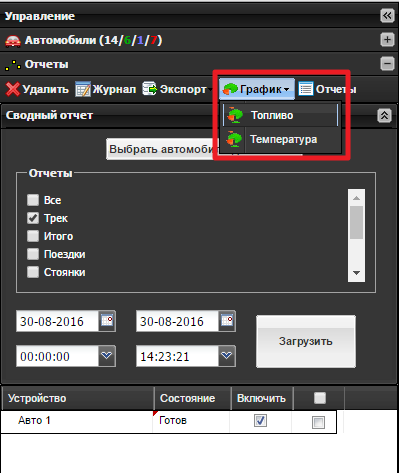 Управление
Автомобили (14/6/1/7)
Отчеты
Удалить Журнал Экспорт График Отчеты
Топливо
Температура
Сводный отчет
Выбрать автомоби
Отчеты
Все
Трек
Итого
Поездки
Стоянки
30-08-2016 30-08-2016
00:00:00 14:23:21
Загрузить
Устройство Состояние Включить
Авто 1 Готов